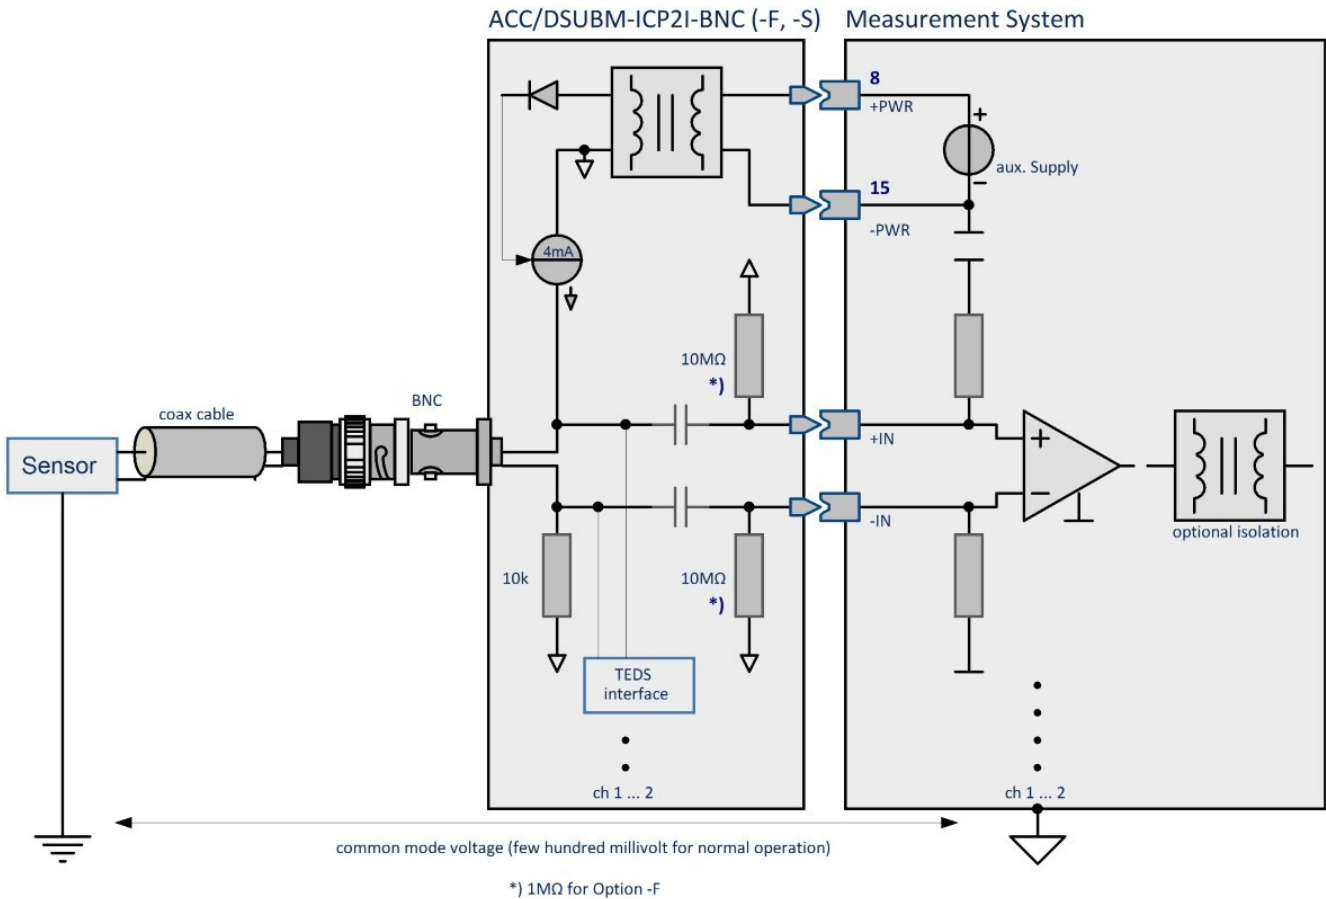 ACC/DSUBM-ICP2I-BNC (-F, -S)
Measurement System
8
+PWR
+
aux. Supply
−
15
-PWR
4mA
10MΩ
*)
BNC
coax cable
+IN
Sensor
+
−
-IN
optional isolation
10k
10MΩ
*)
TEDS
interface
ch 1 ... 2
ch 1 ... 2
common mode voltage (few hundred millivolt for normal operation)
*) 1MΩ for Option -F